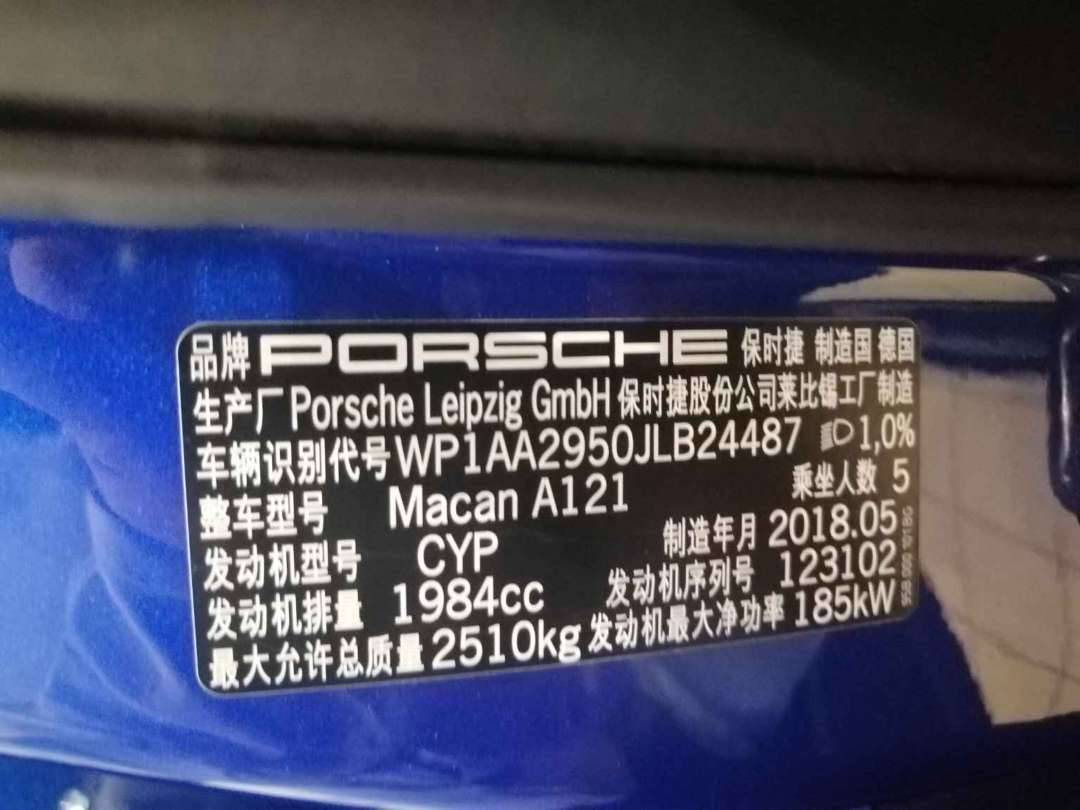 品牌 PORSCHE 保时捷 制造国 德国
生产厂 Porsche Leipzig GmbH 保时捷股份公司莱比锡工厂制造
车辆识别代号 WP1AA2950JLB24487 1,0%
整车型号 Macan A121 乘坐人数 5
发动机型号 CYP 制造年月 2018.05
发动机排量 1984cc 发动机序列号 123102
最大允许总质量 2510kg 发动机最大净功率 185kW